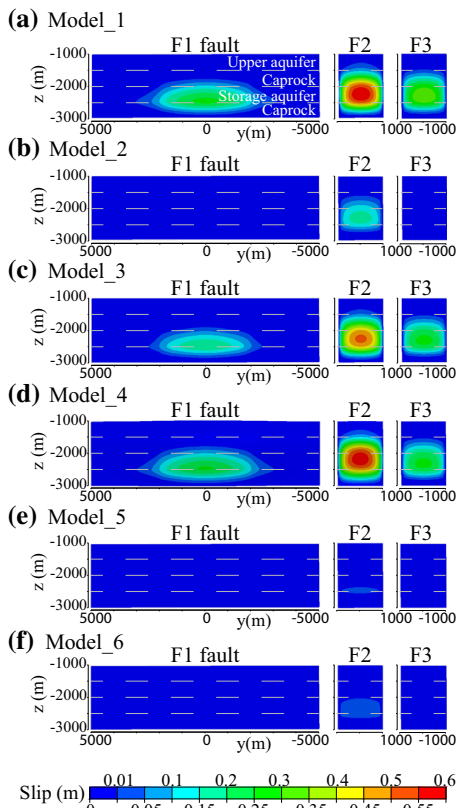 (a) Model_1
F1 fault F2 F3
-1000
-2000
-3000
z (m)
Upper aquifer
Caprock
Storage aquifer
Caprock
5000 0 -5000 1000 -1000
y(m)
(b) Model_2
F1 fault F2 F3
-1000
-2000
-3000
z (m)
5000 0 -5000 1000 1000 -1000
y(m)
(c) Model_3
F1 fault F2 F3
-1000
-2000
-3000
z (m)
5000 0 -5000 1000 1000 -1000
y(m)
(d) Model_4
F1 fault F2 F3
-1000
-2000
-3000
z (m)
5000 0 -5000 1000 1000 -1000
y(m)
(e) Model_5
F1 fault F2 F3
-1000
-2000
-3000
z (m)
5000 0 -5000 1000 1000 -1000
y(m)
(f) Model_6
F1 fault F2 F3
-1000
-2000
-3000
z (m)
5000 0 -5000 1000 1000 -1000
y(m)
0.01 0.1 0.2 0.3 0.4 0.5 0.6
Slip (m)
0 0.05 0.15 0.25 0.35 0.45 0.55